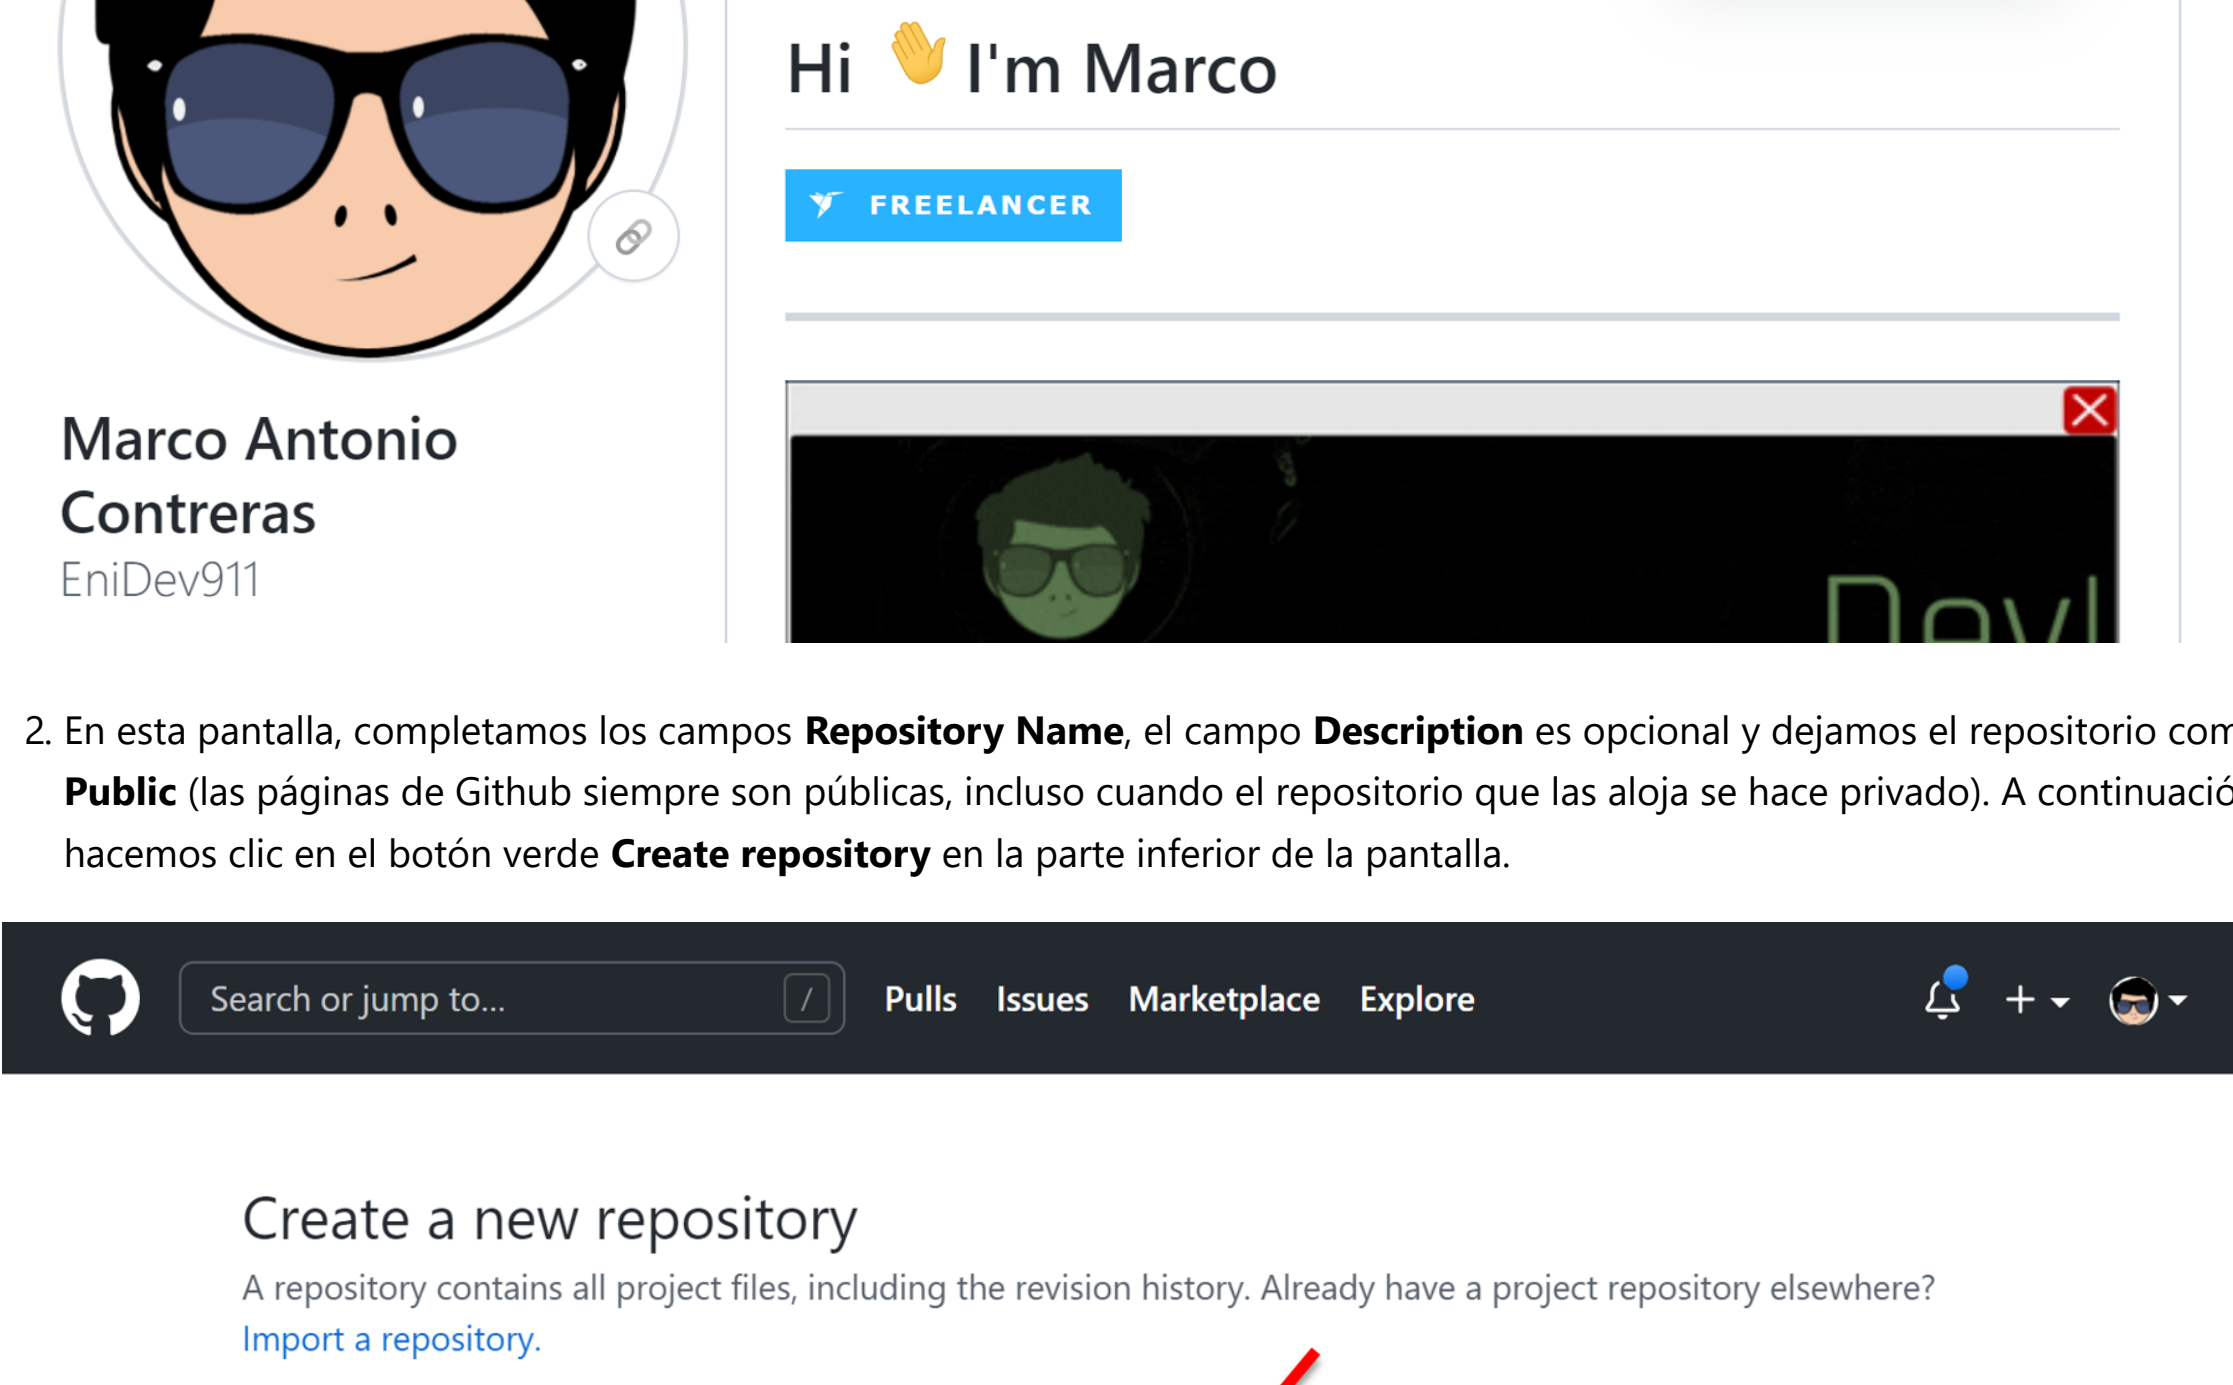 Hi 👋 I'm Marco
FREELANCER
Marco Antonio
Contreras
EniDev911
2. En esta pantalla, completamos los campos Repository Name, el campo Description es opcional y dejamos el repositorio com
Public (las páginas de Github siempre son públicas, incluso cuando el repositorio que las aloja se hace privado). A continuació
hacemos clic en el botón verde Create repository en la parte inferior de la pantalla.
Search or jump to... / Pulls Issues Marketplace Explore
Create a new repository
A repository contains all project files, including the revision history. Already have a project repository elsewhere?
Import a repository.